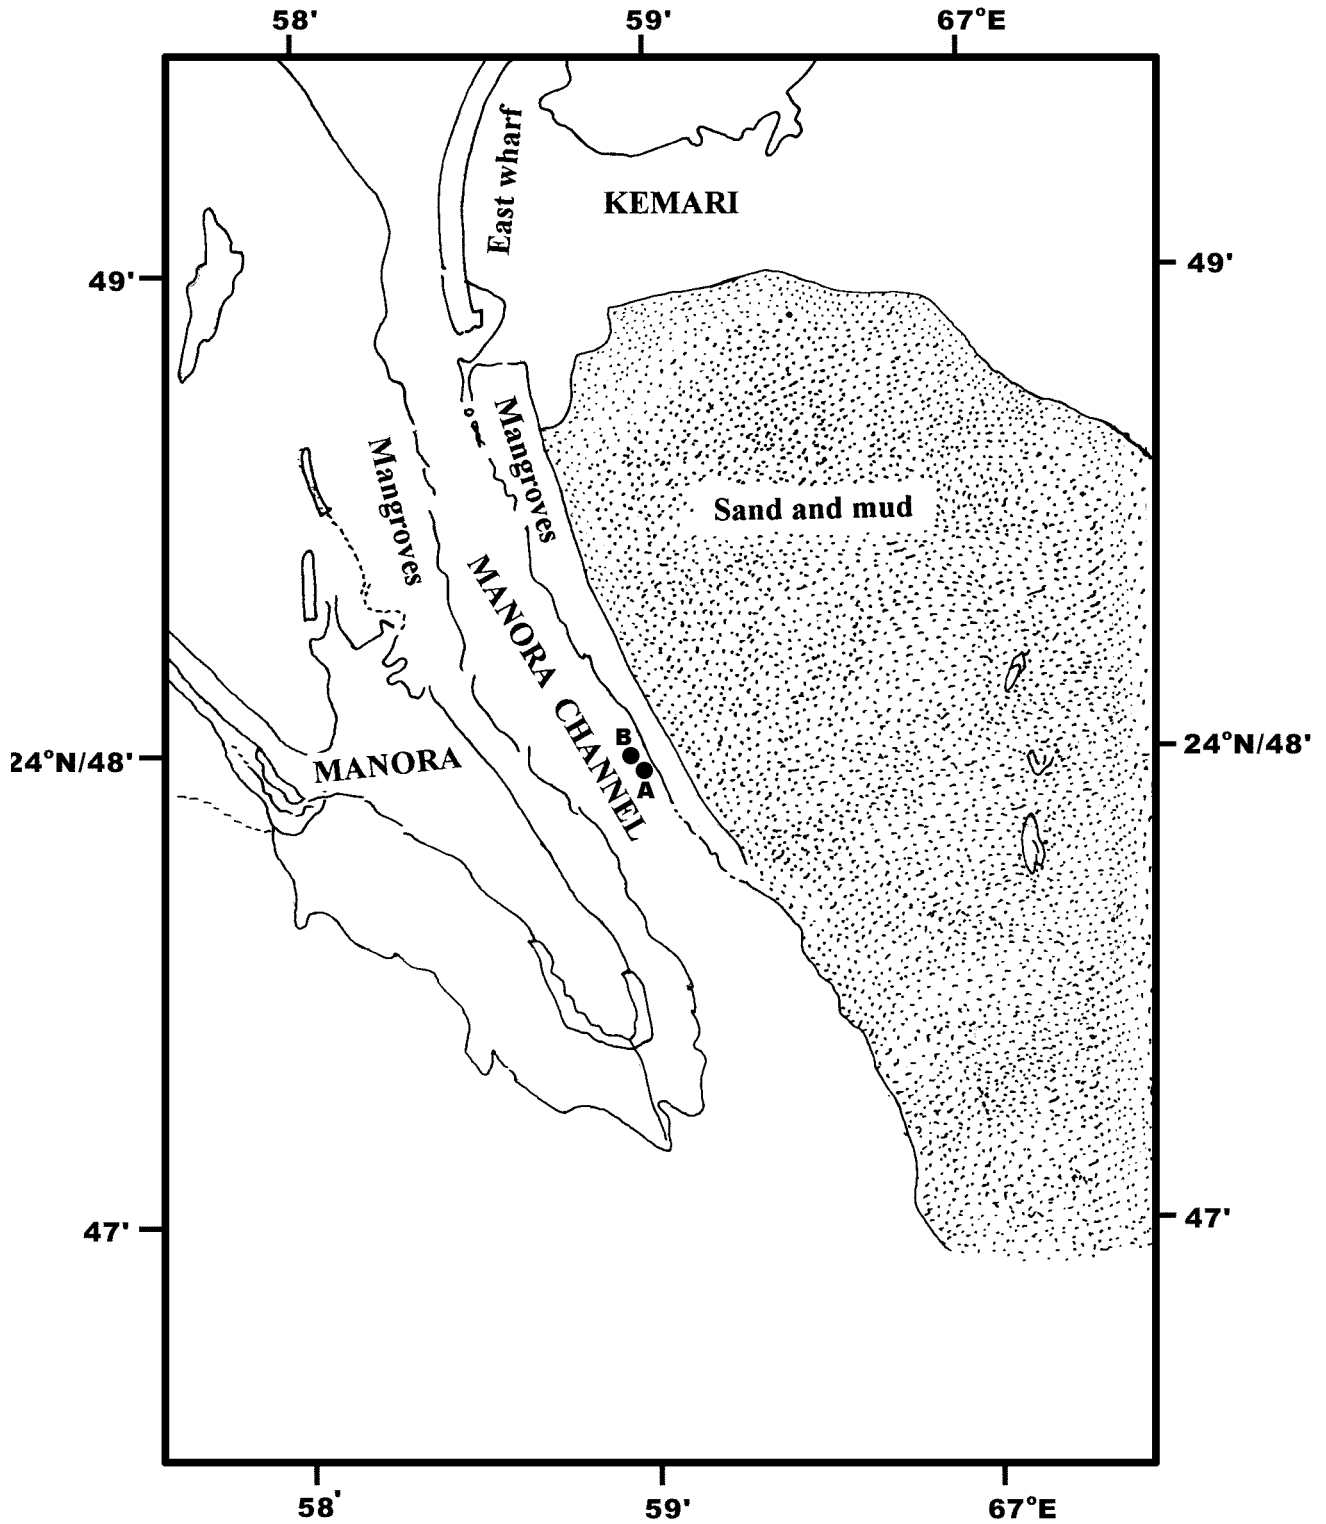 58' 59' 67°E
East wharf
KEMARI
49' 49'
Mangroves
Mangroves
Sand and mud
MANORA CHANNEL
B
A
24°N/48' 24°N/48'
MANORA
47' 47'
58' 59' 67°E